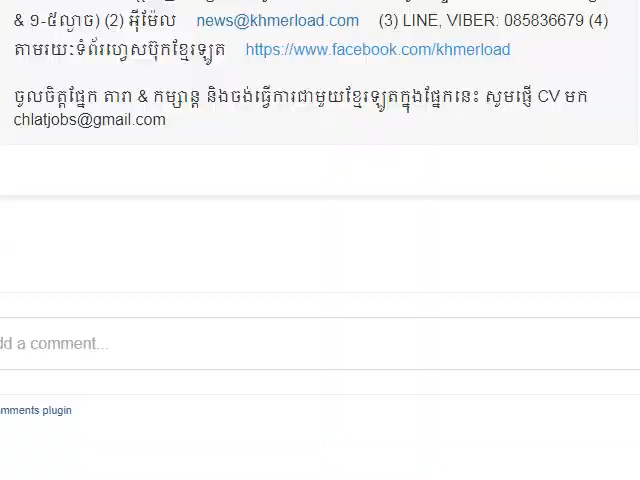 & ១-៥ល្ងាច) (2) អ៊ីម៉ែល news@khmerload.com (3) LINE, VIBER: 085836679 (4)
តាមរយៈទំព័រហ្វេសប៊ុកខ្មែរឡូត https://www.facebook.com/khmerload
ចូលចិត្តផ្នែក តារា & កម្សាន្ត និងចង់ធ្វើការជាមួយខ្មែរឡូតក្នុងផ្នែកនេះ សូមផ្ញើ CV មក
chlatjobs@gmail.com
dd a comment...
mments plugin